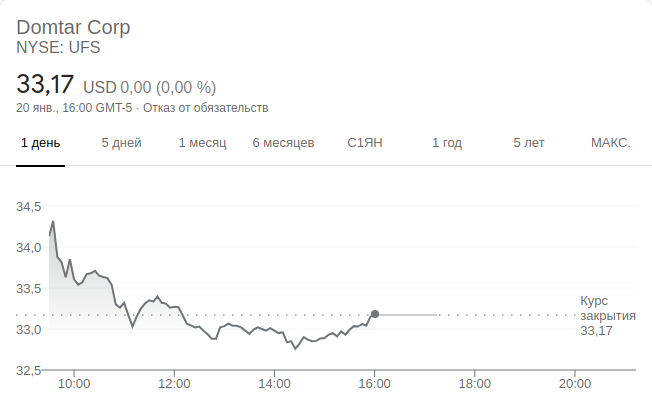 Domtar Corp
NYSE: UFS
33,17 USD 0,00 (0,00 %)
20 янв., 16:00 GMT-5 · Отказ от обязательств
1 день 5 дней 1 месяц 6 месяцев С1ЯН 1 год 5 лет МАКС.
34,5
34,0
33,5
Курс
закрытия
33,17
33,0
32,5
10:00 12:00 14:00 16:00 18:00 20:00